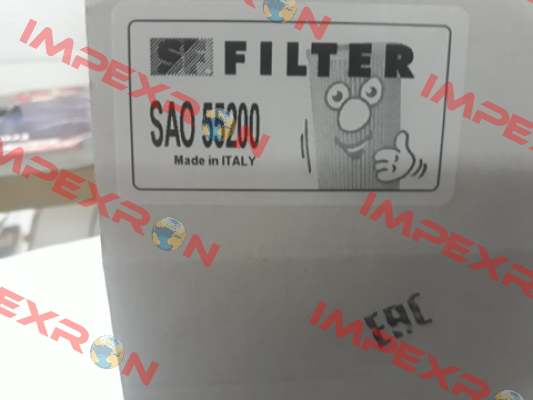 SF FILTER
SAO 55200
Made in ITALY
EAC
IMPEXRON
IMPEXRON
IMPEXRON
IMPEXRON
IMPEXRON
IMPEXRON